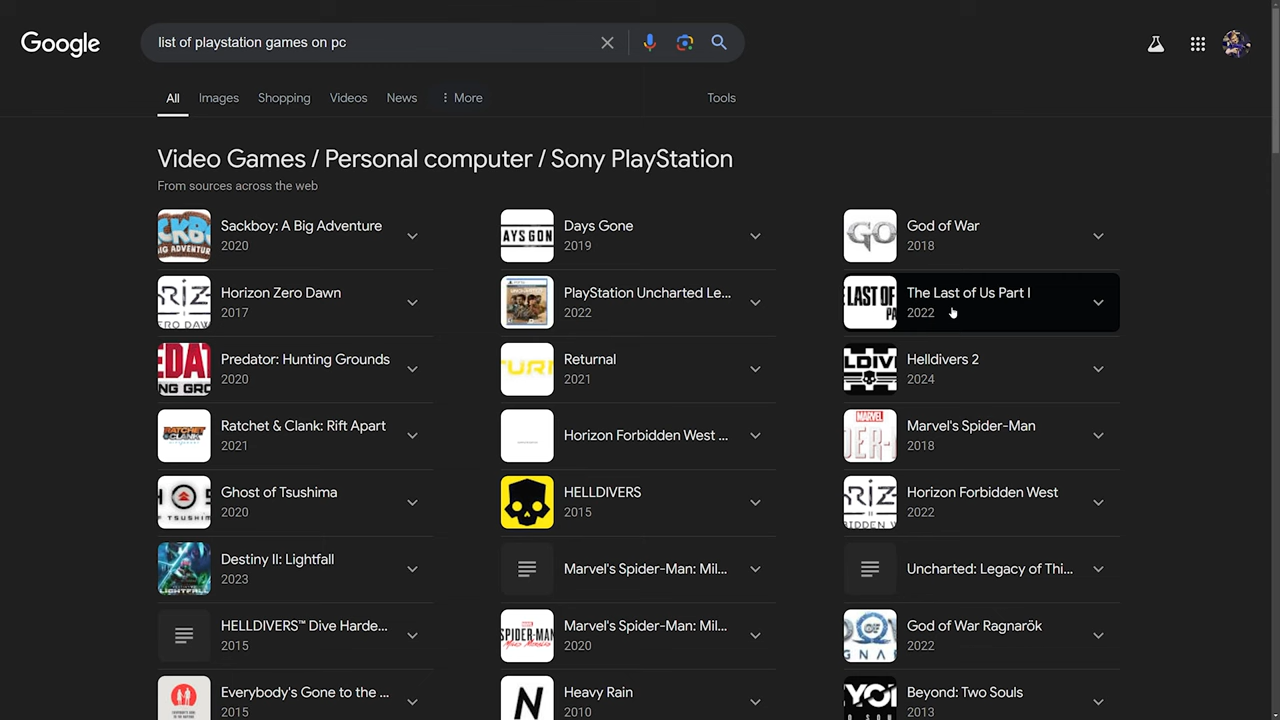 Google
list of playstation games on pc
All
Images
Shopping
Videos
News
More
Tools
Video Games / Personal computer / Sony PlayStation
From sources across the web
Sackboy: A Big Adventure
2020
Days Gone
2019
God of War
2018
Horizon Zero Dawn
2017
PlayStation Uncharted Le...
2022
The Last of Us Part I
2022
Predator: Hunting Grounds
2020
Returnal
2021
Helldivers 2
2024
Ratchet & Clank: Rift Apart
2021
Horizon Forbidden West ...
Marvel's Spider-Man
2018
Ghost of Tsushima
2020
HELLDIVERS
2015
Horizon Forbidden West
2022
Destiny II: Lightfall
2023
Marvel's Spider-Man: Mil...
Uncharted: Legacy of Thi...
HELLDIVERS™ Dive Harde...
2015
Marvel's Spider-Man: Mil...
2020
God of War Ragnarök
2022
Everybody's Gone to the ...
2015
Heavy Rain
2010
Beyond: Two Souls
2013